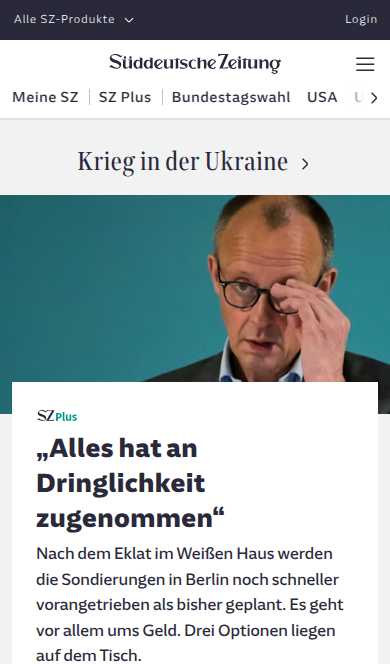 Alle SZ-Produkte
Login
Süddeutsche Zeitung
Meine SZ
SZ Plus
Bundestagswahl
USA
Krieg in der Ukraine
SZ Plus
„Alles hat an
Dringlichkeit
zugenommen“
Nach dem Eklat im Weißen Haus werden
die Sondierungen in Berlin noch schneller
vorangetrieben als bisher geplant. Es geht
vor allem ums Geld. Drei Optionen liegen
auf dem Tisch.